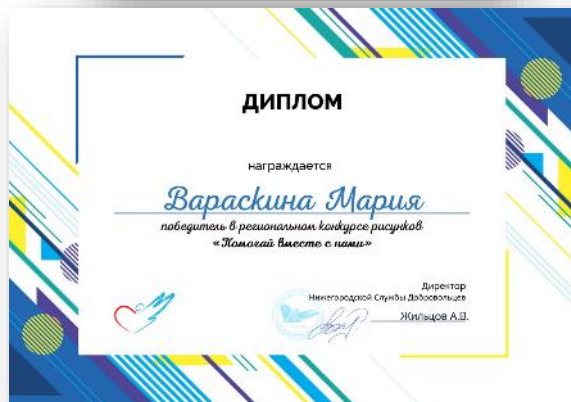 ДИПЛОМ
награждается
Вараскина Мария
победитель в региональном конкурсе рисунков
«Помогай вместе с нами»
Директор
Нижегородской Службы Добровольцев
Жильцов А.В.